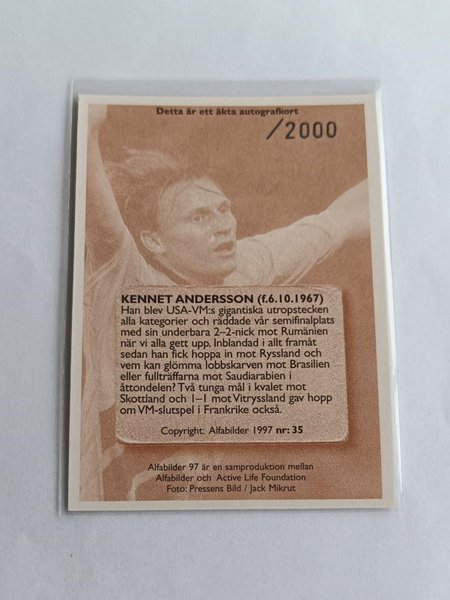 Detta är ett äkta autografkort
/2000
KENNET ANDERSSON (f.6.10.1967)
Han blev USA-VM:s gigantiska utropstecken
alla kategorier och räddade vår semifinalplats
med sin underbara 2–2-nick mot Rumänien
när vi alla gett upp. Inblandad i allt framåt
sedan han fick hoppa in mot Ryssland och
vem kan glömma lobbskarven mot Brasilien
eller fullträffarna mot Saudiarabien i
åttondelen? Två tunga mål i kvalet mot
Skottland och 1–1 mot Vitryssland gav hopp
om VM-slutspel i Frankrike också.
Copyright: Alfabilder 1997 nr: 35
Alfabilder 97 är en samproduktion mellan
Alfabilder och Active Life Foundation
Foto: Pressens Bild / Jack Mikrut